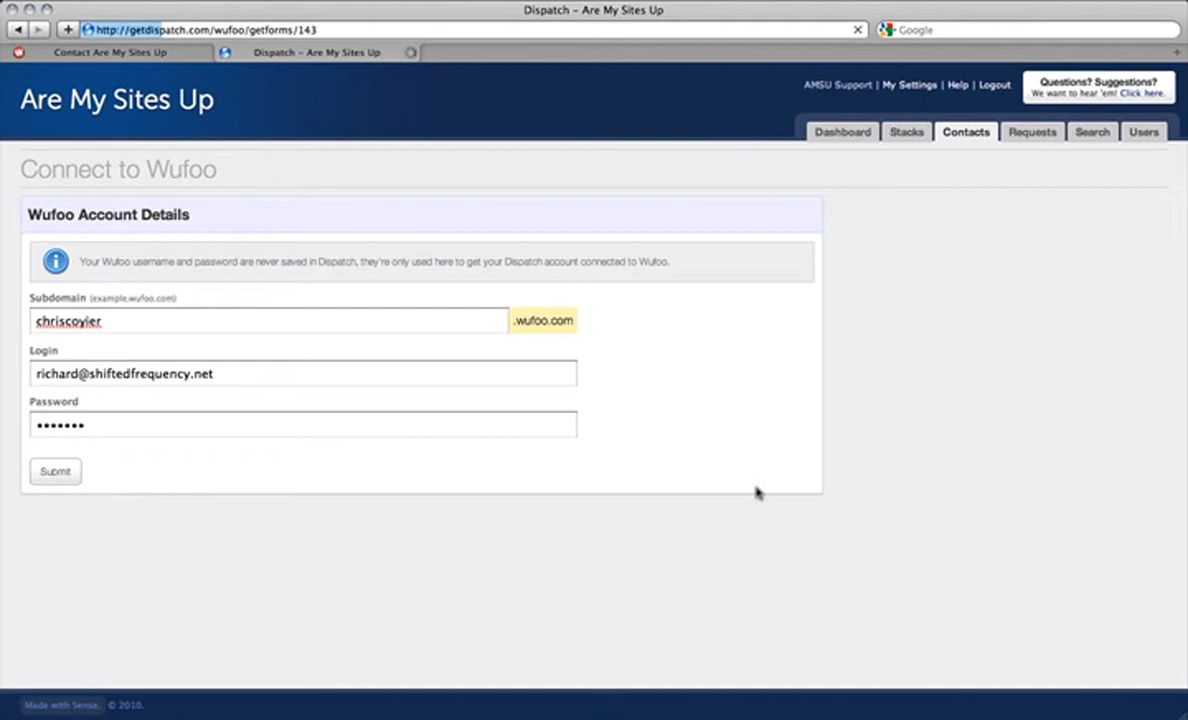 Dispatch – Are My Sites Up
http://getdispatch.com/wufoo/getforms/143
Google
Contact Are My Sites Up
Dispatch – Are My Sites Up
Are My Sites Up
AMSU Support | My Settings | Help | Logout
Questions? Suggestions?
We want to hear 'em! Click here.
Dashboard
Stacks
Contacts
Requests
Search
Users
Connect to Wufoo
Wufoo Account Details
Your Wufoo username and password are never saved in Dispatch, they're only used here to get your Dispatch account connected to Wufoo.
Subdomain (example.wufoo.com)
chriscoyier .wufoo.com
Login
richard@shiftedfrequency.net
Password
•••••••
Submit
Made with Sense. © 2010.